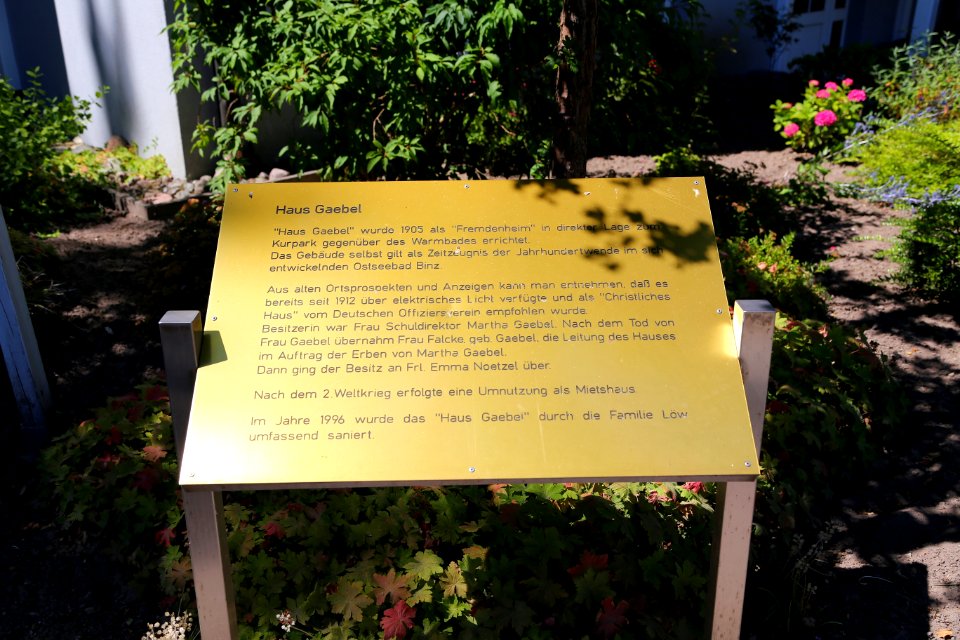 Haus Gaebel
"Haus Gaebel" wurde 1905 als "Fremdenheim" in direkter Lage zum
Kurpark gegenüber des Warmbades errichtet.
Das Gebäude selbst gilt als Zeitzeugnis der Jahrhundertwende im sich
entwickelnden Ostseebad Binz.
Aus alten Ortsprospekten und Anzeigen kann man entnehmen, daß es
bereits seit 1912 über elektrisches Licht verfügte und als "Christliches
Haus" vom Deutschen Offiziersverein empfohlen wurde.
Besitzerin war Frau Schuldirektor Martha Gaebel. Nach dem Tod von
Frau Gaebel übernahm Frau Falcke, geb. Gaebel, die Leitung des Hauses
im Auftrag der Erben von Martha Gaebel.
Dann ging der Besitz an Frl. Emma Noetzel über.
Nach dem 2.Weltkrieg erfolgte eine Umnutzung als Mietshaus.
Im Jahre 1996 wurde das "Haus Gaebel" durch die Familie Löw
umfassend saniert.